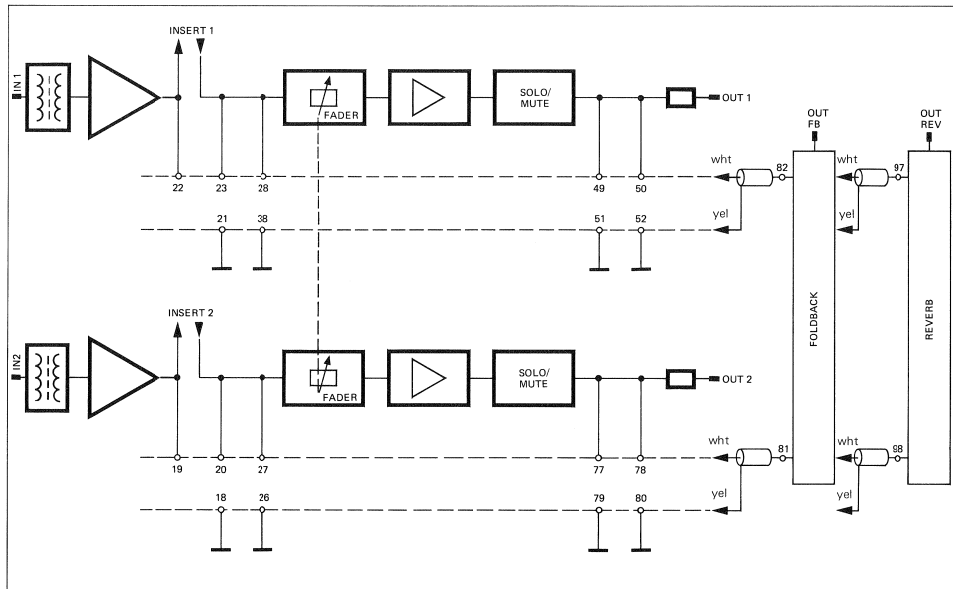 INSERT 1
IN 1
FADER
SOLO/
MUTE
OUT 1
OUT
FB
OUT
REV
22
23
28
49
50
wht
82
wht
97
21
38
51
52
yel
yel
FOLDBACK
REVERB
INSERT 2
IN2
FADER
SOLO/
MUTE
OUT 2
19
20
27
77
78
wht
81
wht
98
18
26
79
80
yel
yel